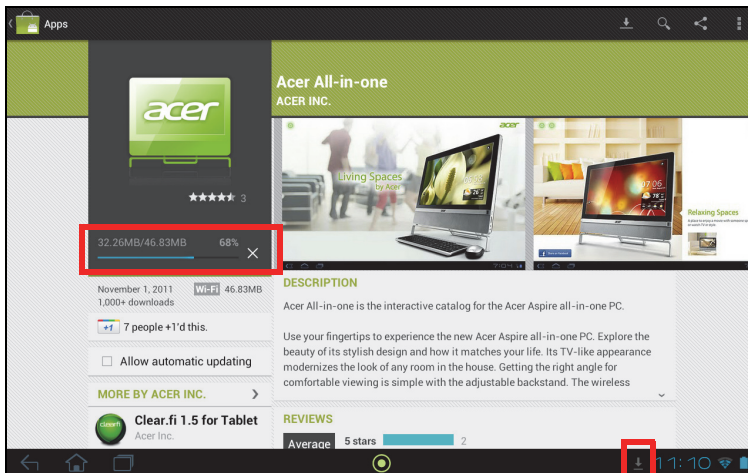 Apps
acer
3
32.26MB/46.83MB 68%
November 1, 2011 Wi-Fi 46.83MB
1,000+ downloads
+1 7 people +1'd this.
Allow automatic updating
MORE BY ACER INC.
clear.fi
Clear.fi 1.5 for Tablet
Acer Inc.
Acer All-in-one
ACER INC.
acer
Living Spaces
by Acer
Relaxing Spaces
DESCRIPTION
Acer All-in-one is the interactive catalog for the Acer Aspire all-in-one PC.
Use your fingertips to experience the new Acer Aspire all-in-one PC. Explore the
beauty of its stylish design and how it matches your life. Its TV-like appearance
modernizes the look of any room in the house. Getting the right angle for
comfortable viewing is simple with the adjustable backstand. The wireless
REVIEWS
Average 5 stars 2
11:10